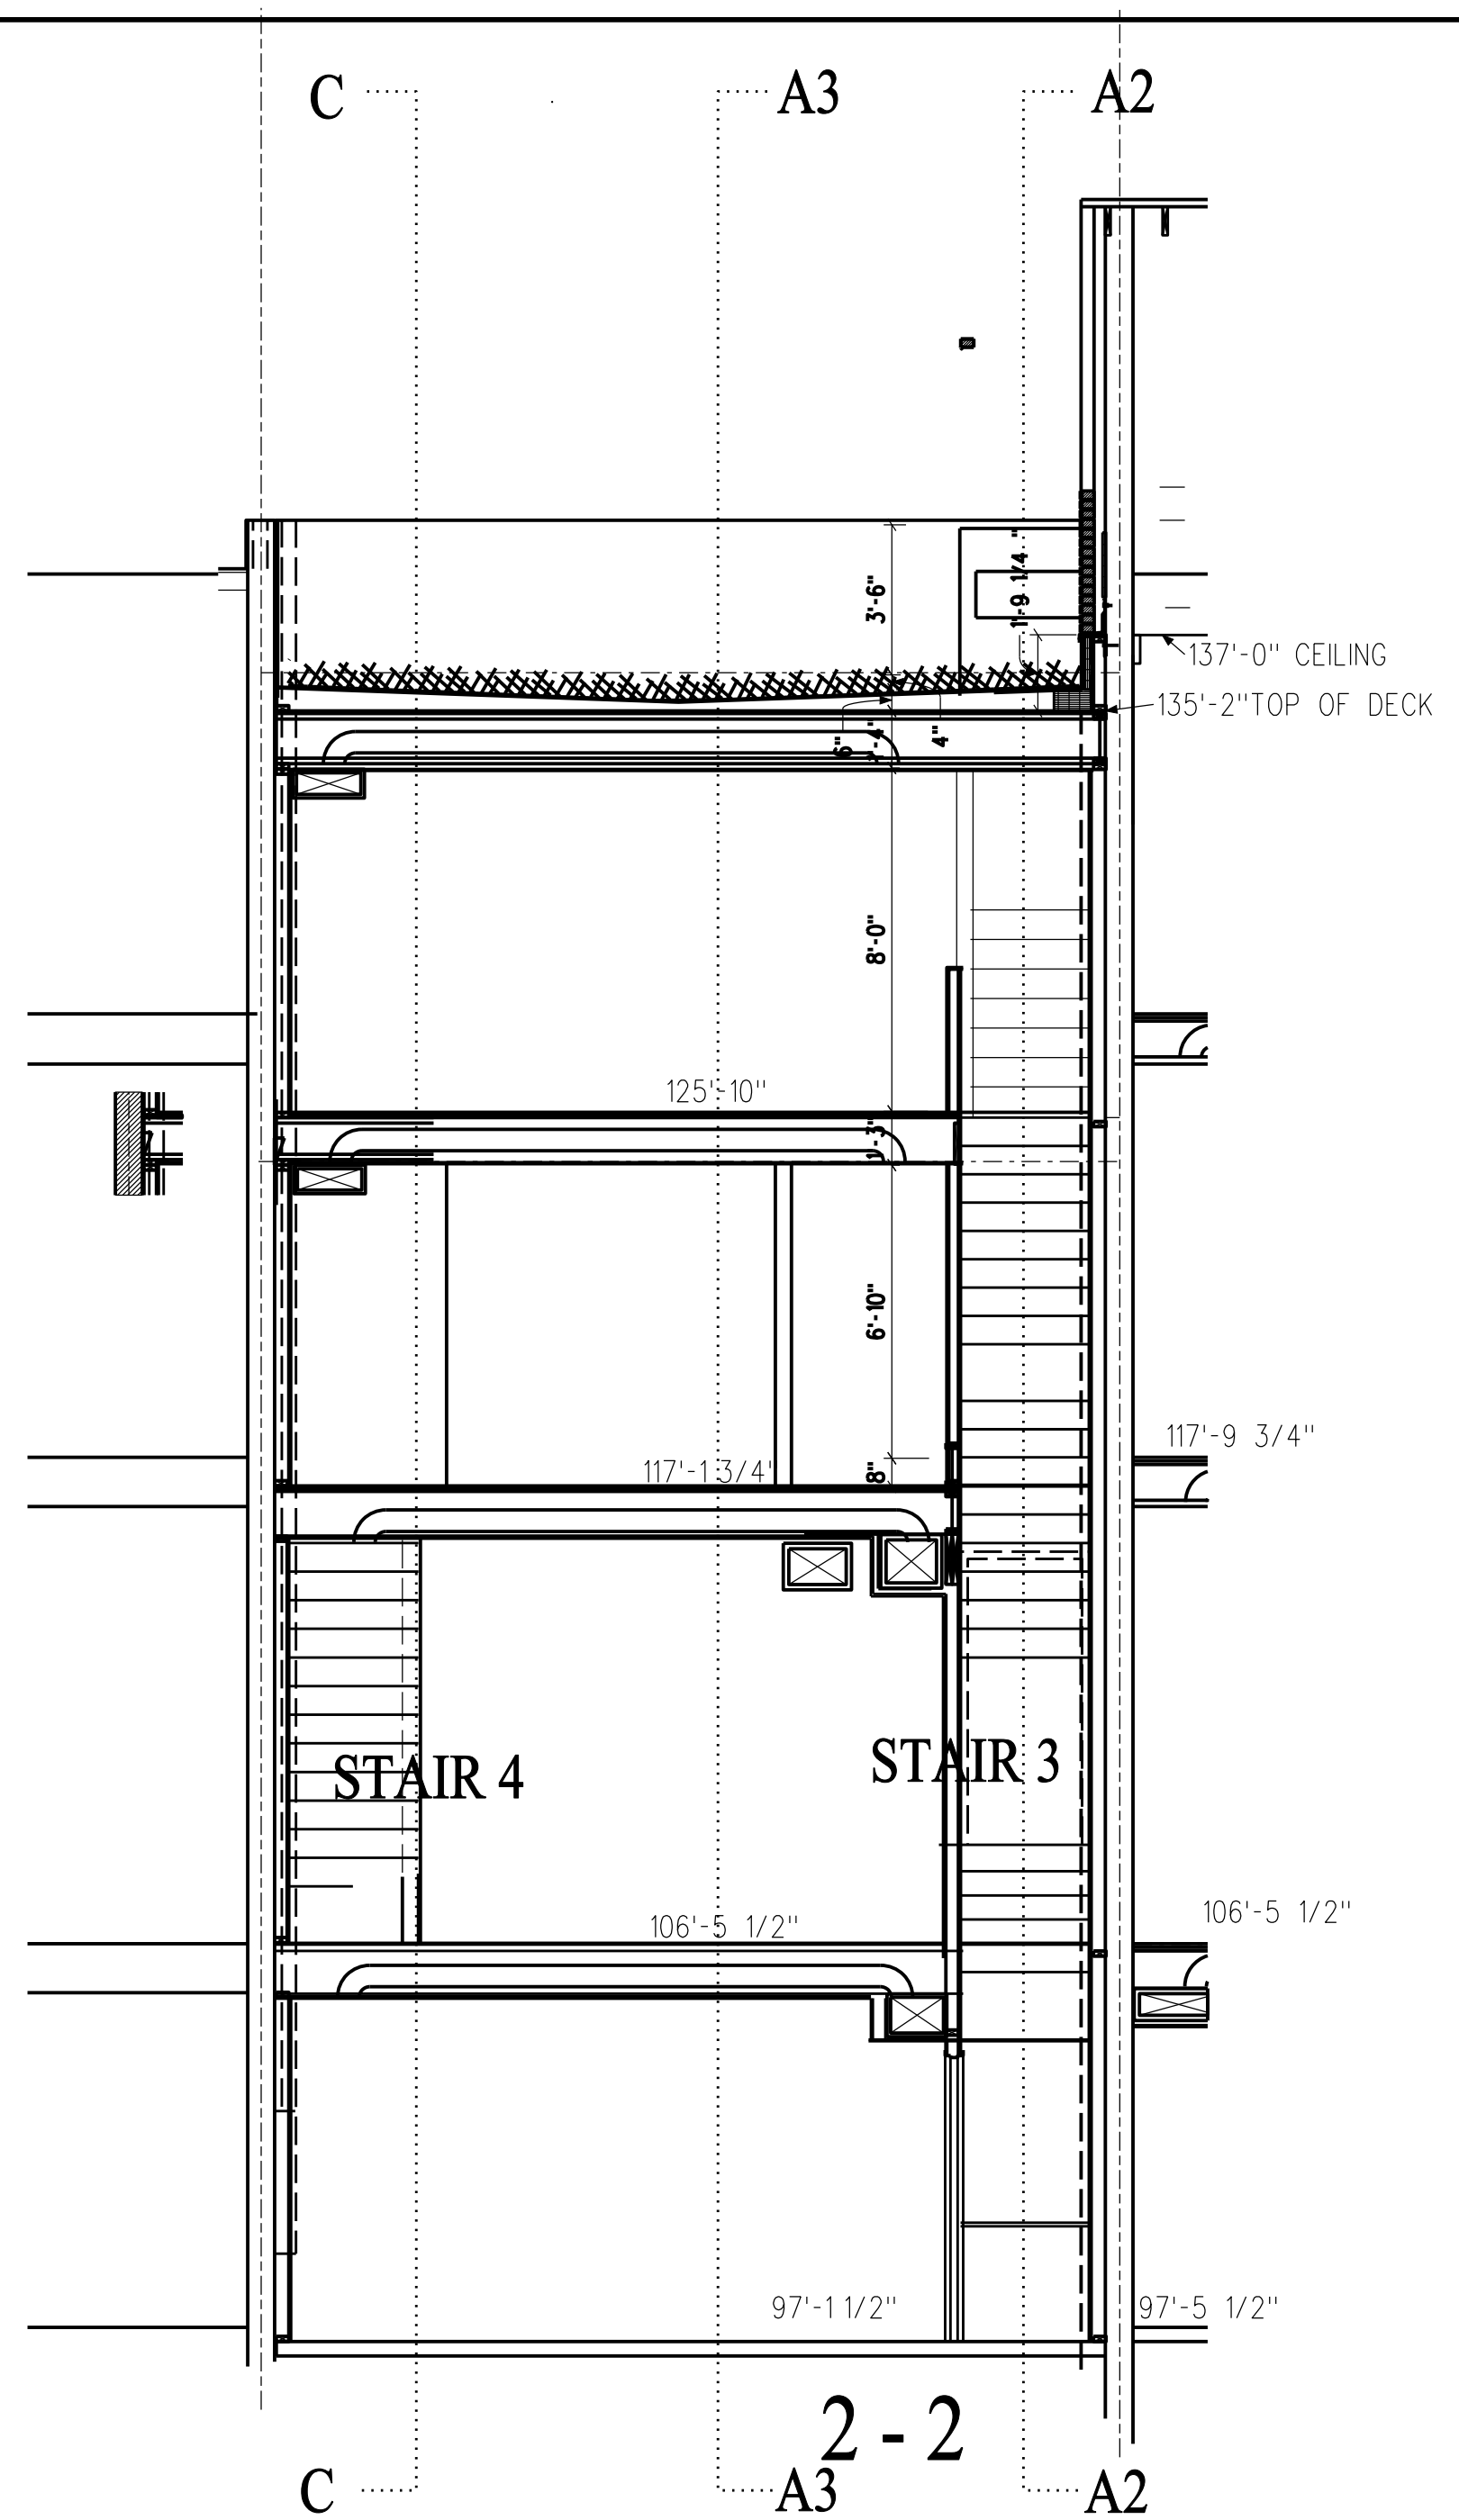 C
A3
A2
3'-6"
1'-9 1/4 "
137'-0" CEILING
135'-2"TOP OF DECK
6"
4"
8'-0"
125'-10"
1'-3"
6'-10"
117'-9 3/4"
117'-1 3/4"
8"
STAIR 3
STAIR 4
106'-5 1/2"
106'-5 1/2"
97'-1 1/2"
97'-5 1/2"
2 - 2
C
A3
A2